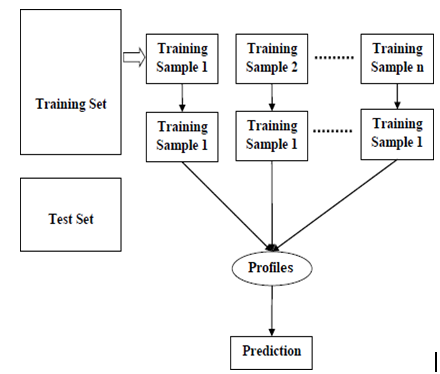 Training
Sample 1
Training
Sample 2
Training
Sample n
Training Set
Training
Sample 1
Training
Sample 1
Training
Sample 1
Test Set
Profiles
Prediction